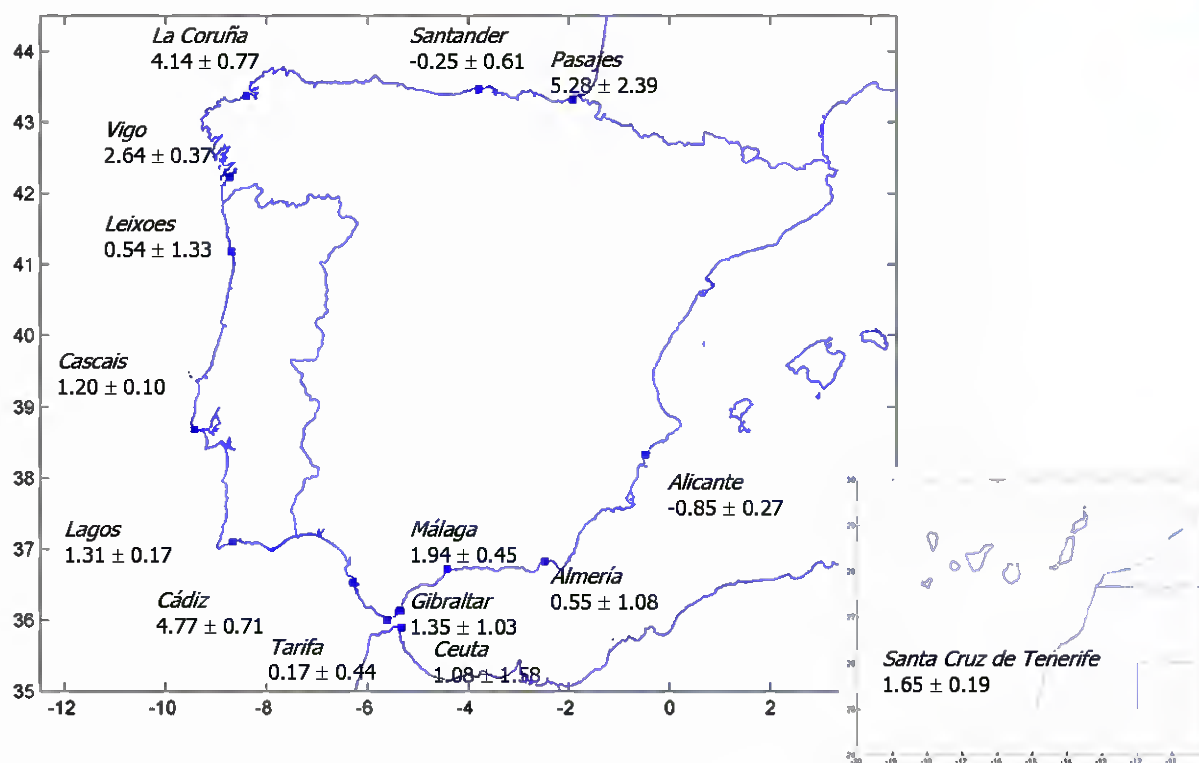 La Coruña
4.14 ± 0.77
Santander
-0.25 ± 0.61
Pasajes
5.28 ± 2.39
Vigo
2.64 ± 0.37
Leixoes
0.54 ± 1.33
Cascais
1.20 ± 0.10
Lagos
1.31 ± 0.17
Cádiz
4.77 ± 0.71
Tarifa
0.17 ± 0.44
Málaga
1.94 ± 0.45
Gibraltar
1.35 ± 1.03
Ceuta
1.08 ± 1.58
Almería
0.55 ± 1.08
Alicante
-0.85 ± 0.27
Santa Cruz de Tenerife
1.65 ± 0.19
44
43
42
41
40
39
38
37
36
35
-12 -10 -8 -6 -4 -2 0 2